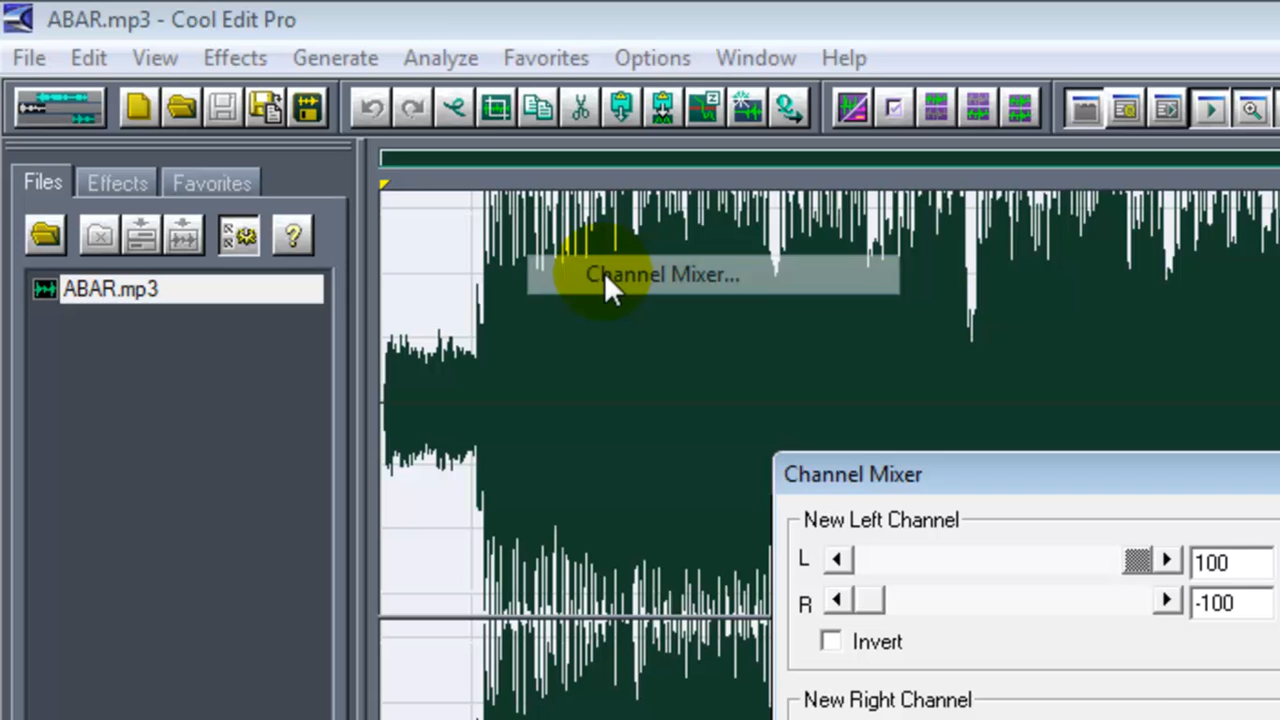 ABAR.mp3 - Cool Edit Pro
File Edit View Effects Generate Analyze Favorites Options Window Help
Files Effects Favorites
ABAR.mp3
Channel Mixer...
Channel Mixer
New Left Channel
L 100
R -100
Invert
New Right Channel